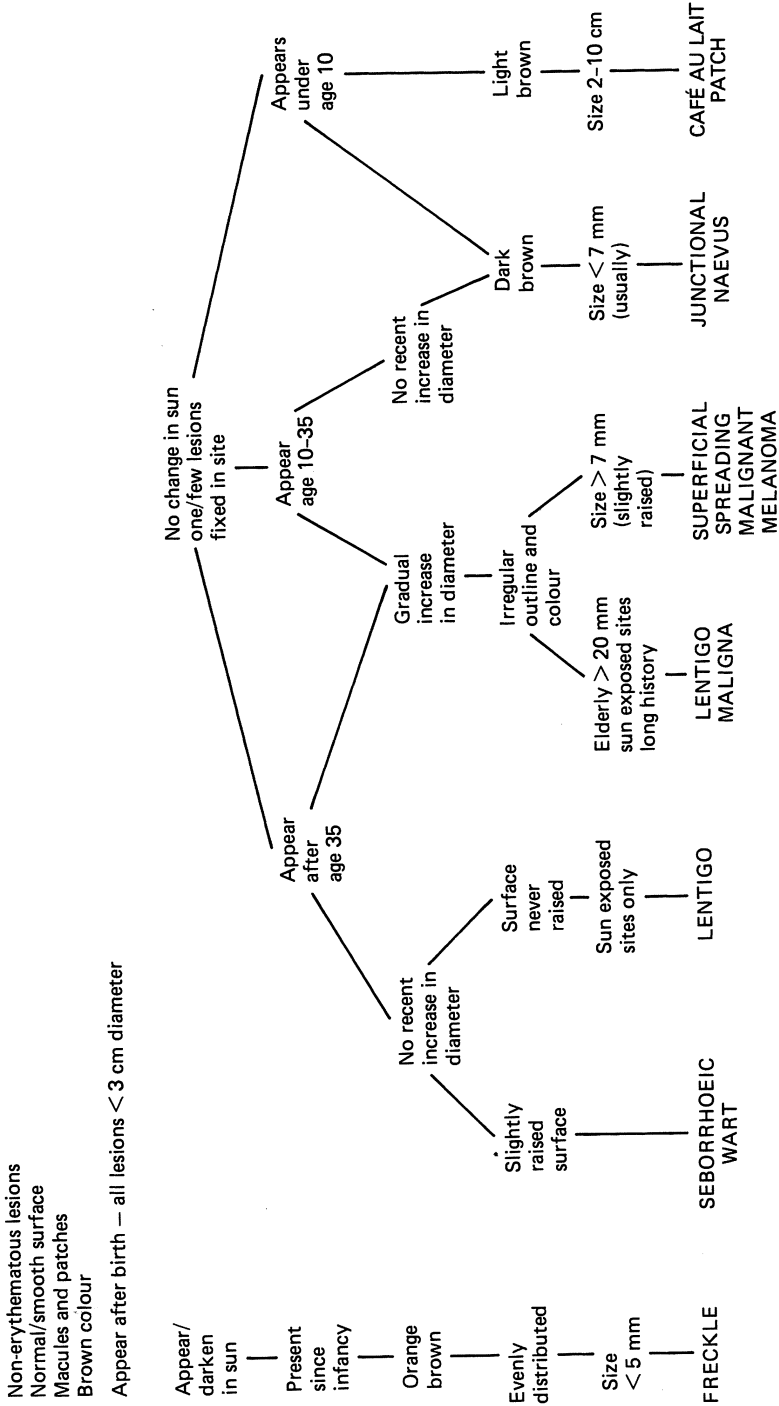 Non-erythematous lesions
Normal/smooth surface
Macules and patches
Brown colour
Appear after birth — all lesions < 3 cm diameter
Appear/
darken
in sun
Present
since
infancy
Orange
brown
Evenly
distributed
Size
< 5 mm
FRECKLE
No change in sun
one/few lesions
fixed in site
Appear
after
age 35
No recent
increase in
diameter
Slightly
raised
surface
SEBORRHOEIC
WART
Surface
never
raised
Sun exposed
sites only
LENTIGO
Appear
age 10–35
Gradual
increase
in diameter
Irregular
outline and
colour
Elderly > 20 mm
sun exposed sites
long history
LENTIGO
MALIGNA
Size > 7 mm
(slightly
raised)
SUPERFICIAL
SPREADING
MALIGNANT
MELANOMA
No recent
increase in
diameter
Dark
brown
Size < 7 mm
(usually)
JUNCTIONAL
NAEVUS
Appears
under
age 10
Light
brown
Size 2–10 cm
CAFÉ AU LAIT
PATCH